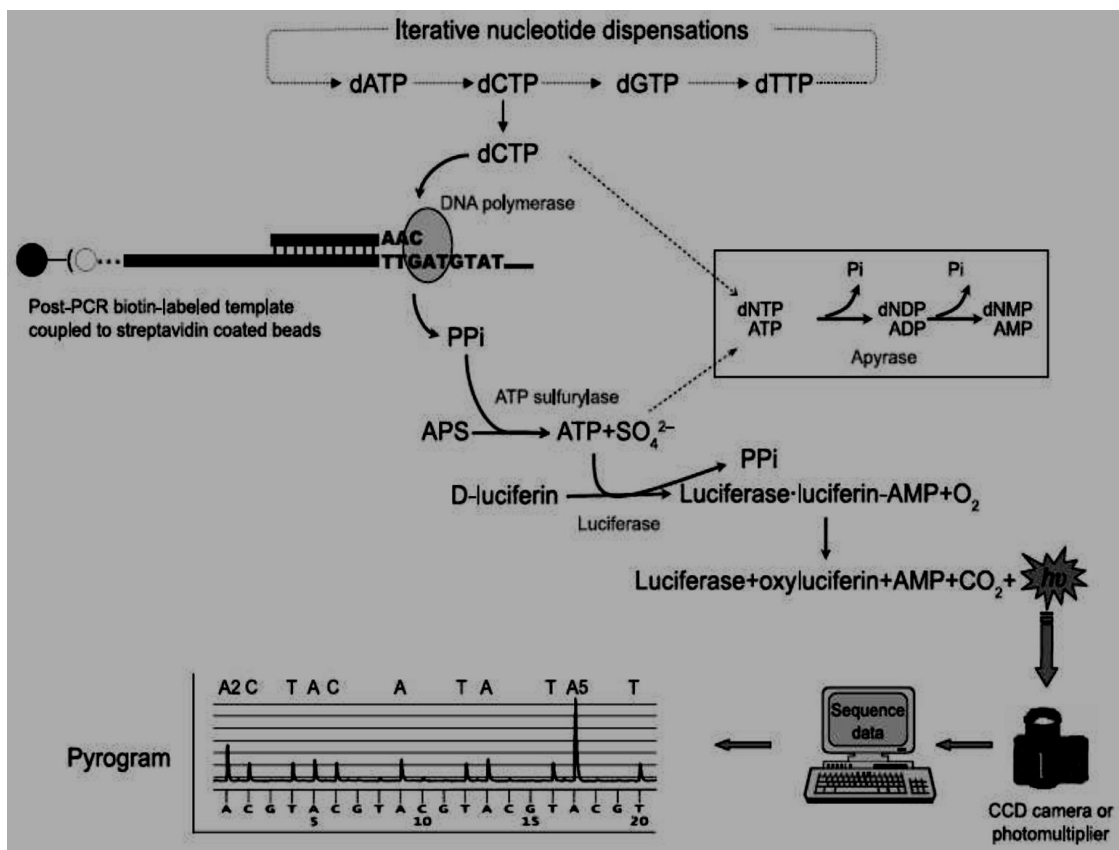 Iterative nucleotide dispensations
dATP dCTP dGTP dTTP
dCTP
DNA polymerase
AAC
TTGATGTAT
Post-PCR biotin-labeled template
coupled to streptavidin coated beads
PPi
Pi Pi
dNTP dNDP dNMP
ATP ADP AMP
Apyrase
ATP sulfurylase
APS ATP+SO₄²⁻
PPi
D-luciferin Luciferase·luciferin-AMP+O₂
Luciferase
Luciferase+oxyluciferin+AMP+CO₂+ hυ
A2 C T A C A T A T A5 T
Pyrogram
A C G T A C G T A C G T A C G T A C G T
5 10 15 20
Sequence
data
CCD camera or
photomultiplier